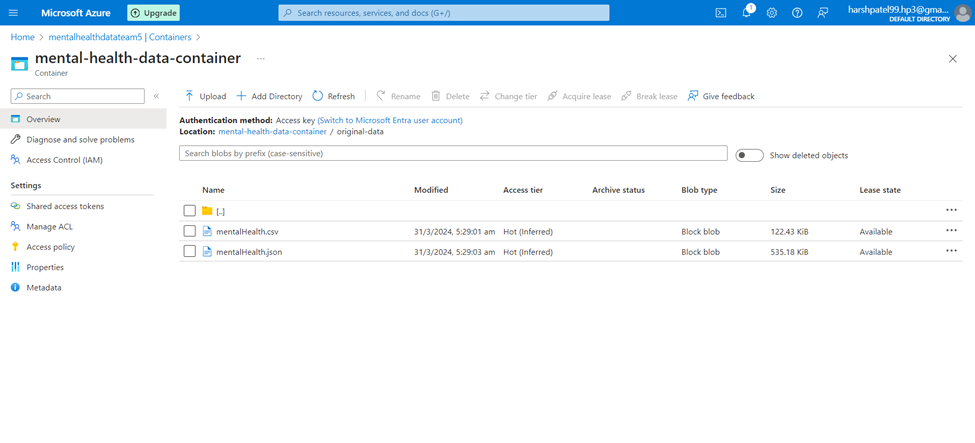 Microsoft Azure
Upgrade
Search resources, services, and docs (G+/)
1
harshpatel99.hp3@gma...
DEFAULT DIRECTORY
Home > mentalhealthdatateam5 | Containers >
mental-health-data-container ...
Container
Search
Overview
Diagnose and solve problems
Access Control (IAM)
Settings
Shared access tokens
Manage ACL
Access policy
Properties
Metadata
Upload Add Directory Refresh Rename Delete Change tier Acquire lease Break lease Give feedback
Authentication method: Access key (Switch to Microsoft Entra user account)
Location: mental-health-data-container / original-data
Search blobs by prefix (case-sensitive)
Show deleted objects
Name Modified Access tier Archive status Blob type Size Lease state
[..]
mentalHealth.csv 31/3/2024, 5:29:01 am Hot (Inferred) Block blob 122.43 KiB Available
mentalHealth.json 31/3/2024, 5:29:03 am Hot (Inferred) Block blob 535.18 KiB Available